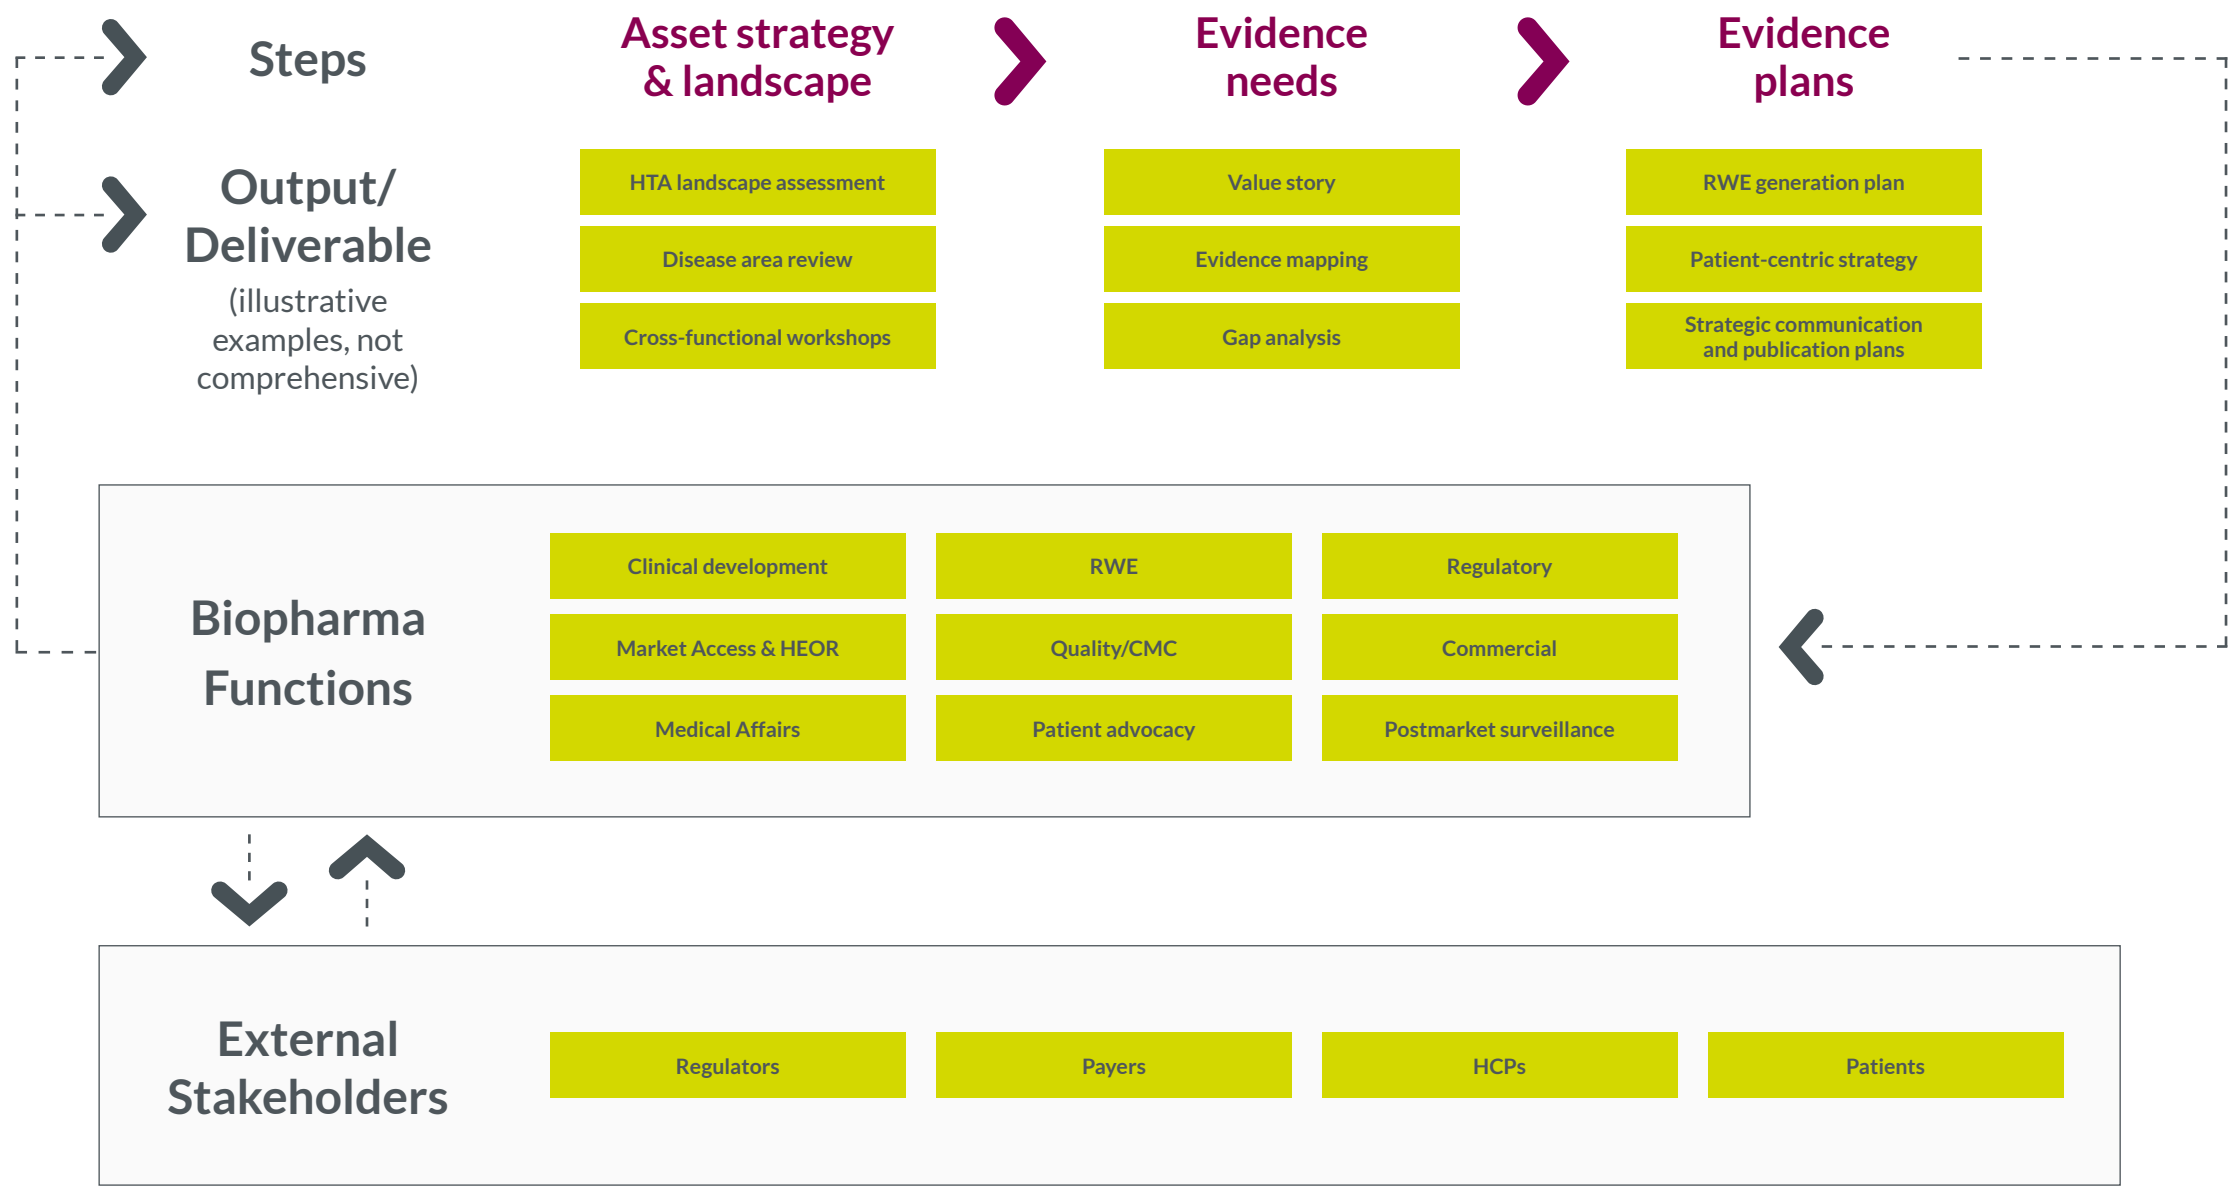 Steps
Asset strategy
& landscape
Evidence
needs
Evidence
plans
Output/
Deliverable
(illustrative
examples, not
comprehensive)
HTA landscape assessment
Disease area review
Cross-functional workshops
Value story
Evidence mapping
Gap analysis
RWE generation plan
Patient-centric strategy
Strategic communication
and publication plans
Biopharma
Functions
Clinical development
RWE
Regulatory
Market Access & HEOR
Quality/CMC
Commercial
Medical Affairs
Patient advocacy
Postmarket surveillance
External
Stakeholders
Regulators
Payers
HCPs
Patients